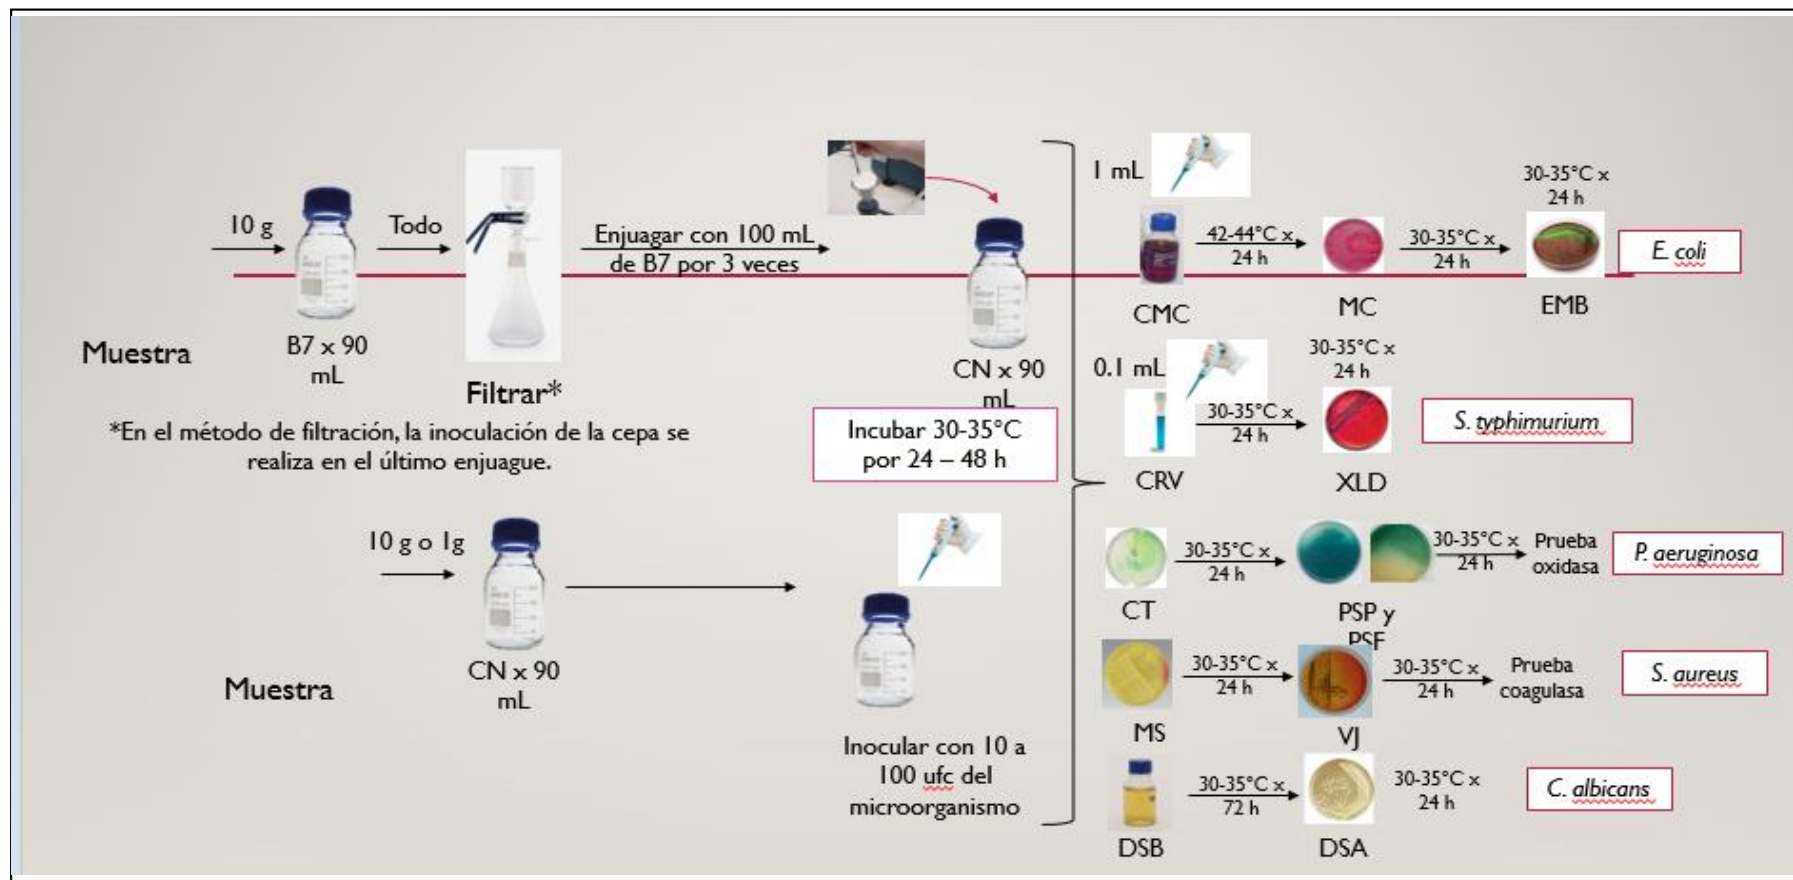 10 g
Todo
Enjuagar con 100 mL
de B7 por 3 veces
Muestra
B7 x 90
mL
Filtrar*
*En el método de filtración, la inoculación de la cepa se
realiza en el último enjuague.
CN x 90
mL
Incubar 30-35°C
por 24 – 48 h
10 g o 1g
Muestra
CN x 90
mL
Inocular con 10 a
100 ufc del
microorganismo
1 mL
42-44°C x
24 h
30-35°C x
24 h
30-35°C x
24 h
E. coli
CMC
MC
EMB
0.1 mL
30-35°C x
24 h
30-35°C x
24 h
S. typhimurium
CRV
XLD
30-35°C x
24 h
30-35°C x
24 h
Prueba
oxidasa
P. aeruginosa
CT
PSP y
PSF
30-35°C x
24 h
30-35°C x
24 h
Prueba
coagulasa
S. aureus
MS
VJ
30-35°C x
72 h
30-35°C x
24 h
C. albicans
DSB
DSA